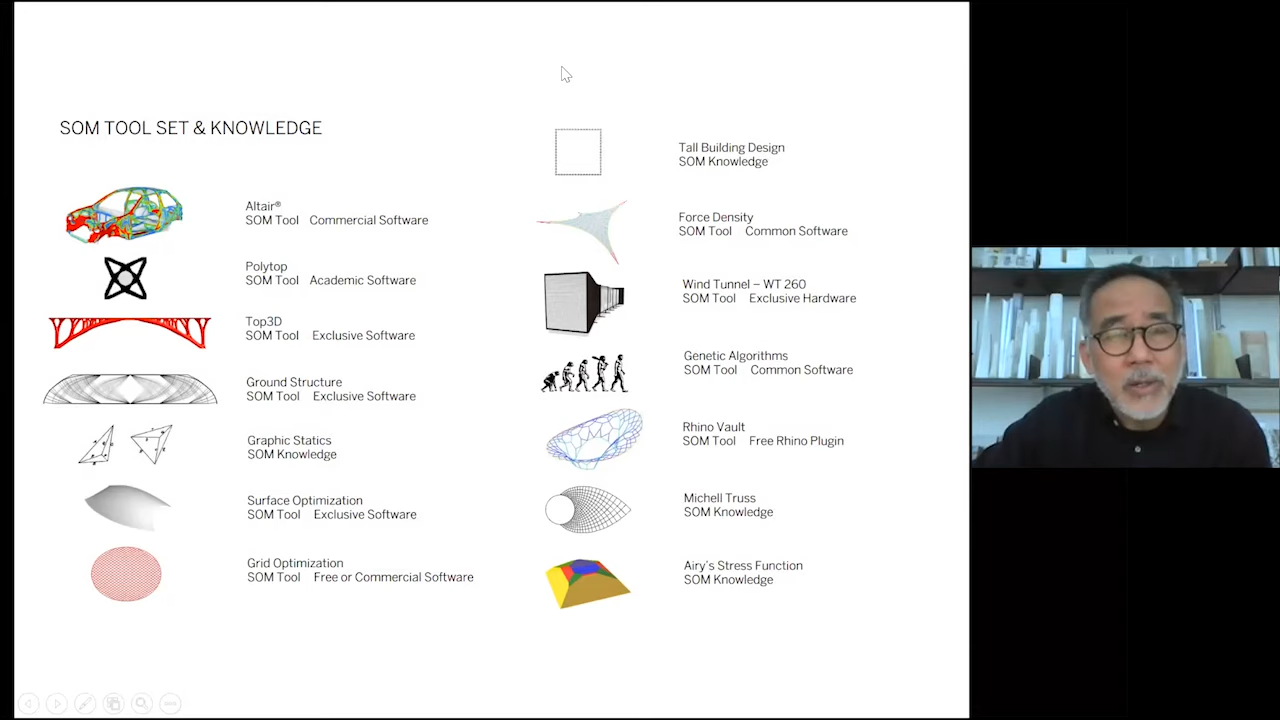 SOM TOOL SET & KNOWLEDGE
Altair®
SOM Tool Commercial Software
Polytop
SOM Tool Academic Software
Top3D
SOM Tool Exclusive Software
Ground Structure
SOM Tool Exclusive Software
Graphic Statics
SOM Knowledge
Surface Optimization
SOM Tool Exclusive Software
Grid Optimization
SOM Tool Free or Commercial Software
Tall Building Design
SOM Knowledge
Force Density
SOM Tool Common Software
Wind Tunnel – WT 260
SOM Tool Exclusive Hardware
Genetic Algorithms
SOM Tool Common Software
Rhino Vault
SOM Tool Free Rhino Plugin
Michell Truss
SOM Knowledge
Airy's Stress Function
SOM Knowledge